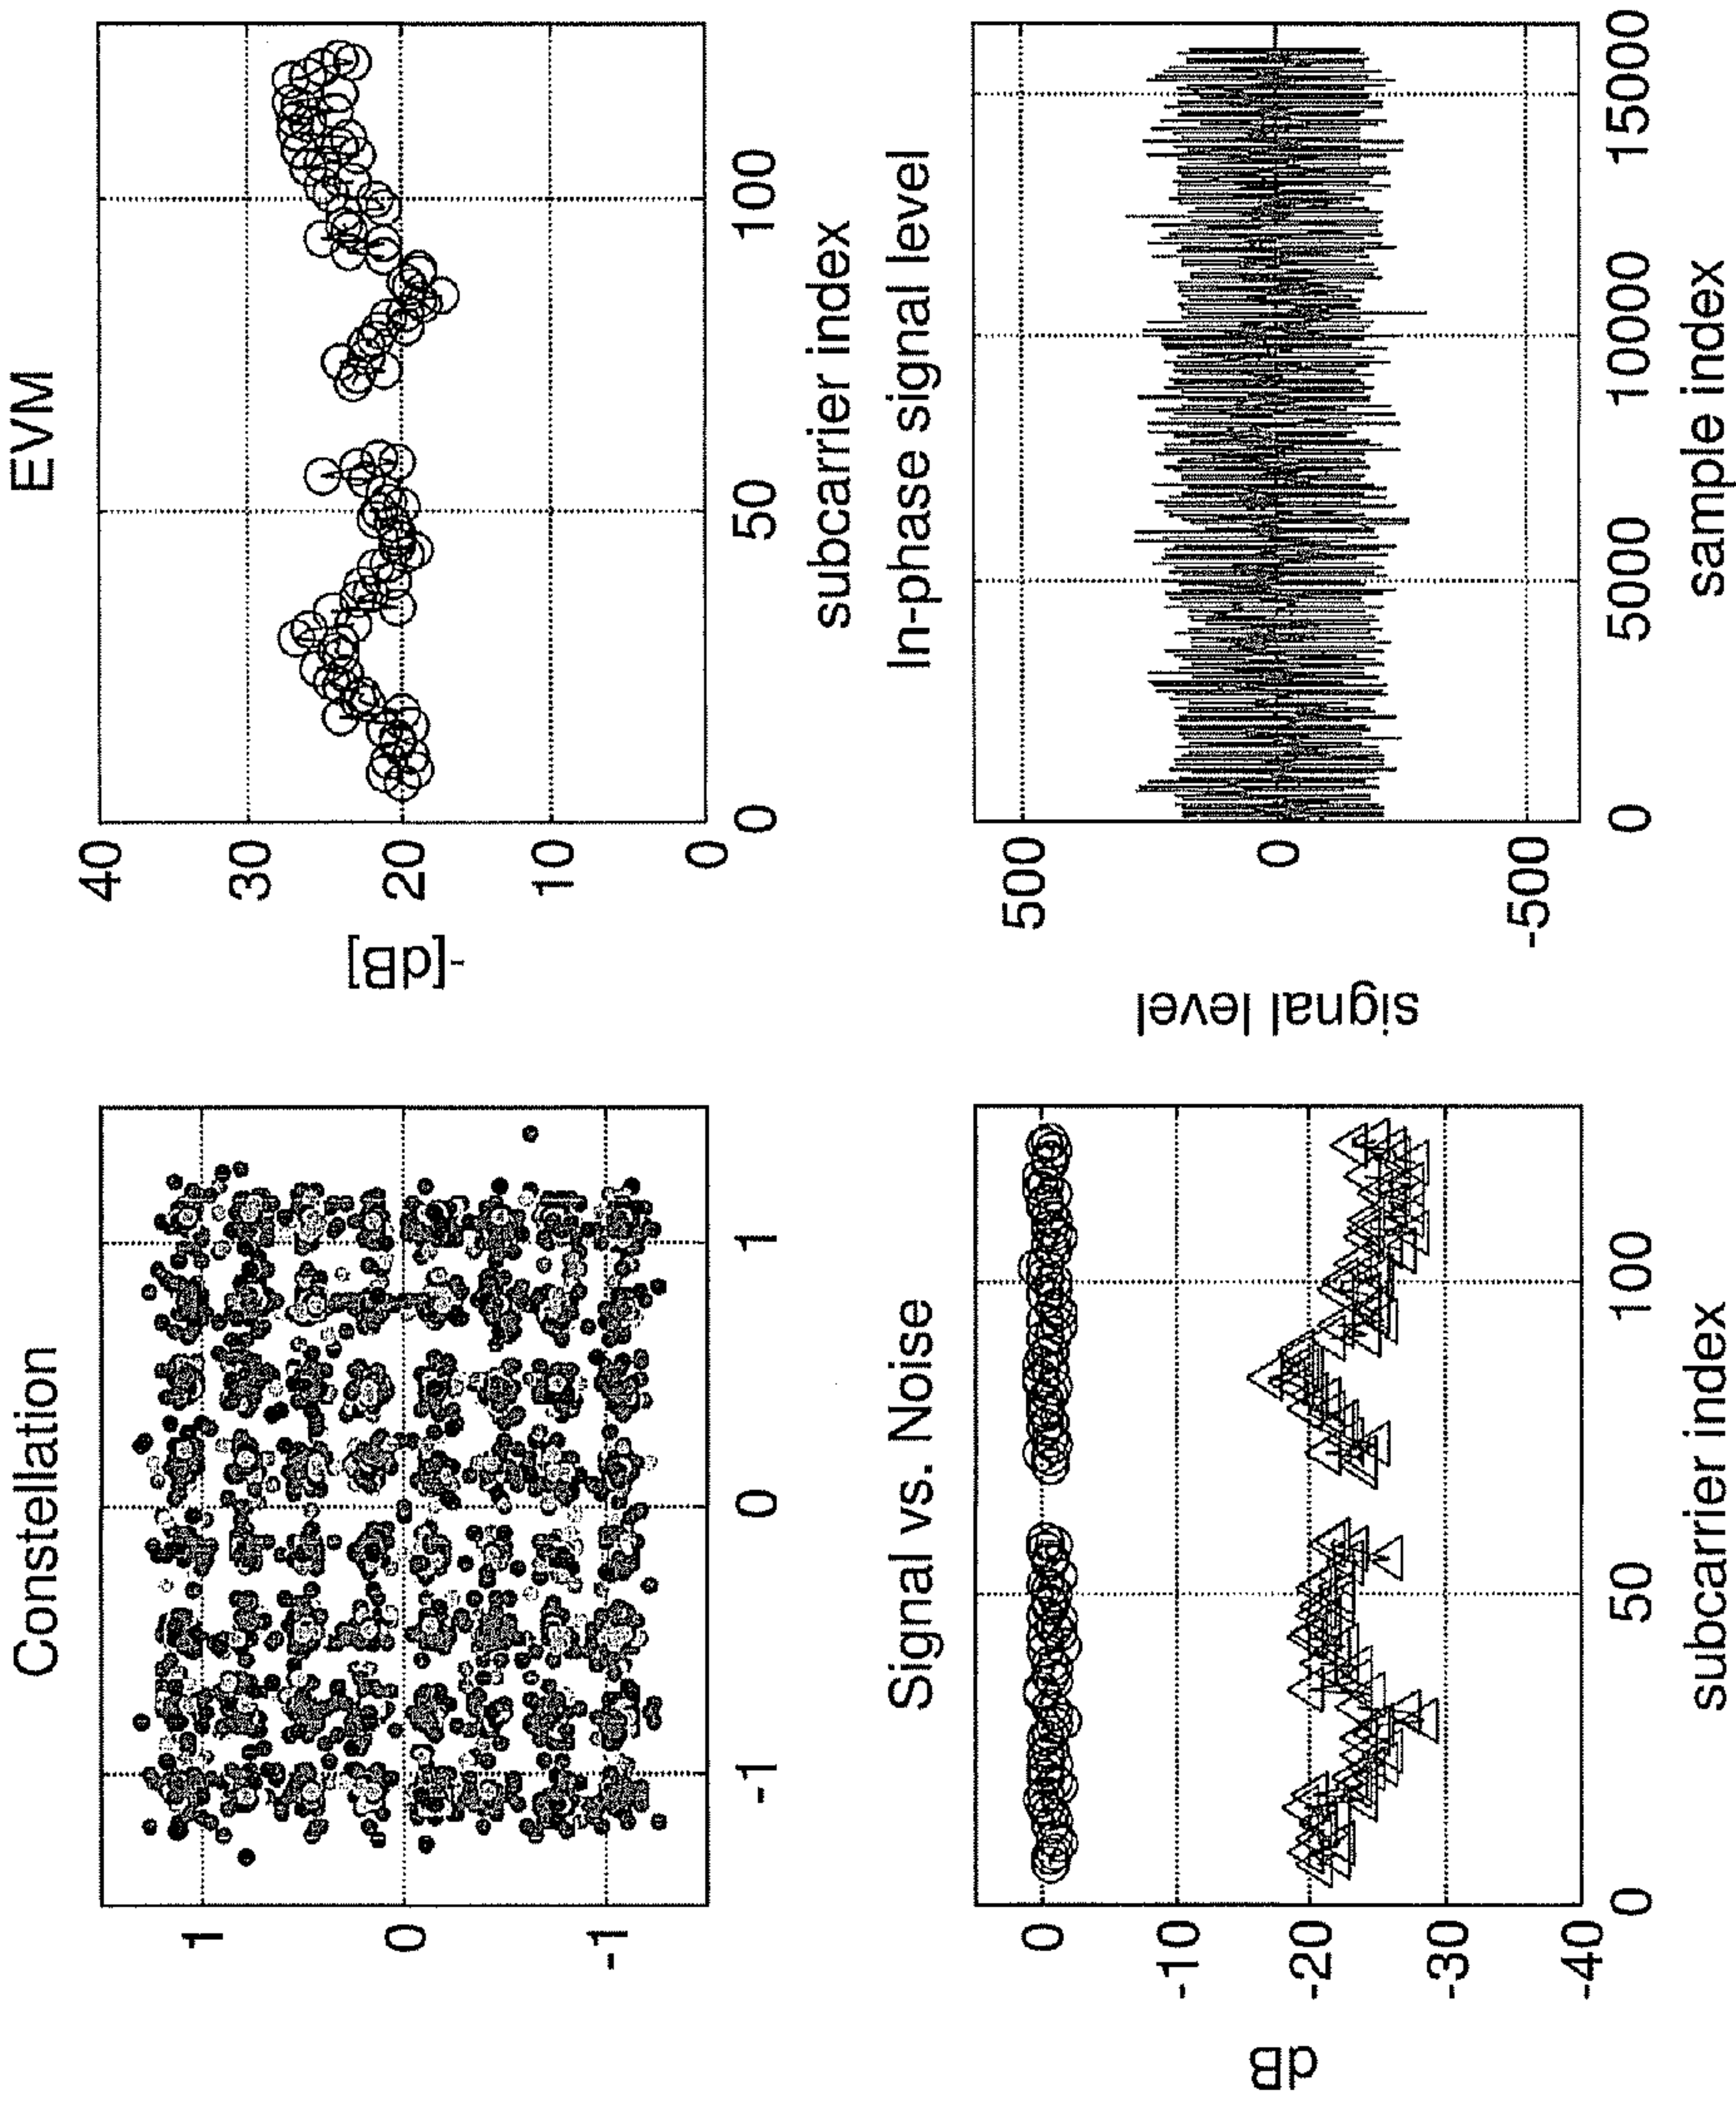 Constellation
1
0
-1
-1
0
1
EVM
40
30
20
10
0
-[dB]
0
50
100
subcarrier index
Signal vs. Noise
0
-10
-20
-30
-40
dB
0
50
100
subcarrier index
In-phase signal level
500
0
-500
signal level
0
5000
10000
15000
sample index